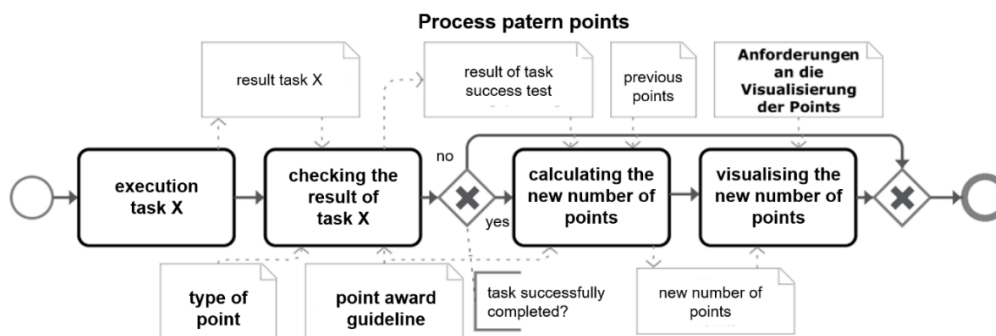 Process patern points
result task X
result of task
success test
previous
points
Anforderungen
an die
Visualisierung
der Points
no
execution
task X
checking the
result of
task X
yes
calculating the
new number of
points
visualising the
new number of
points
type of
point
point award
guideline
task successfully
completed?
new number of
points